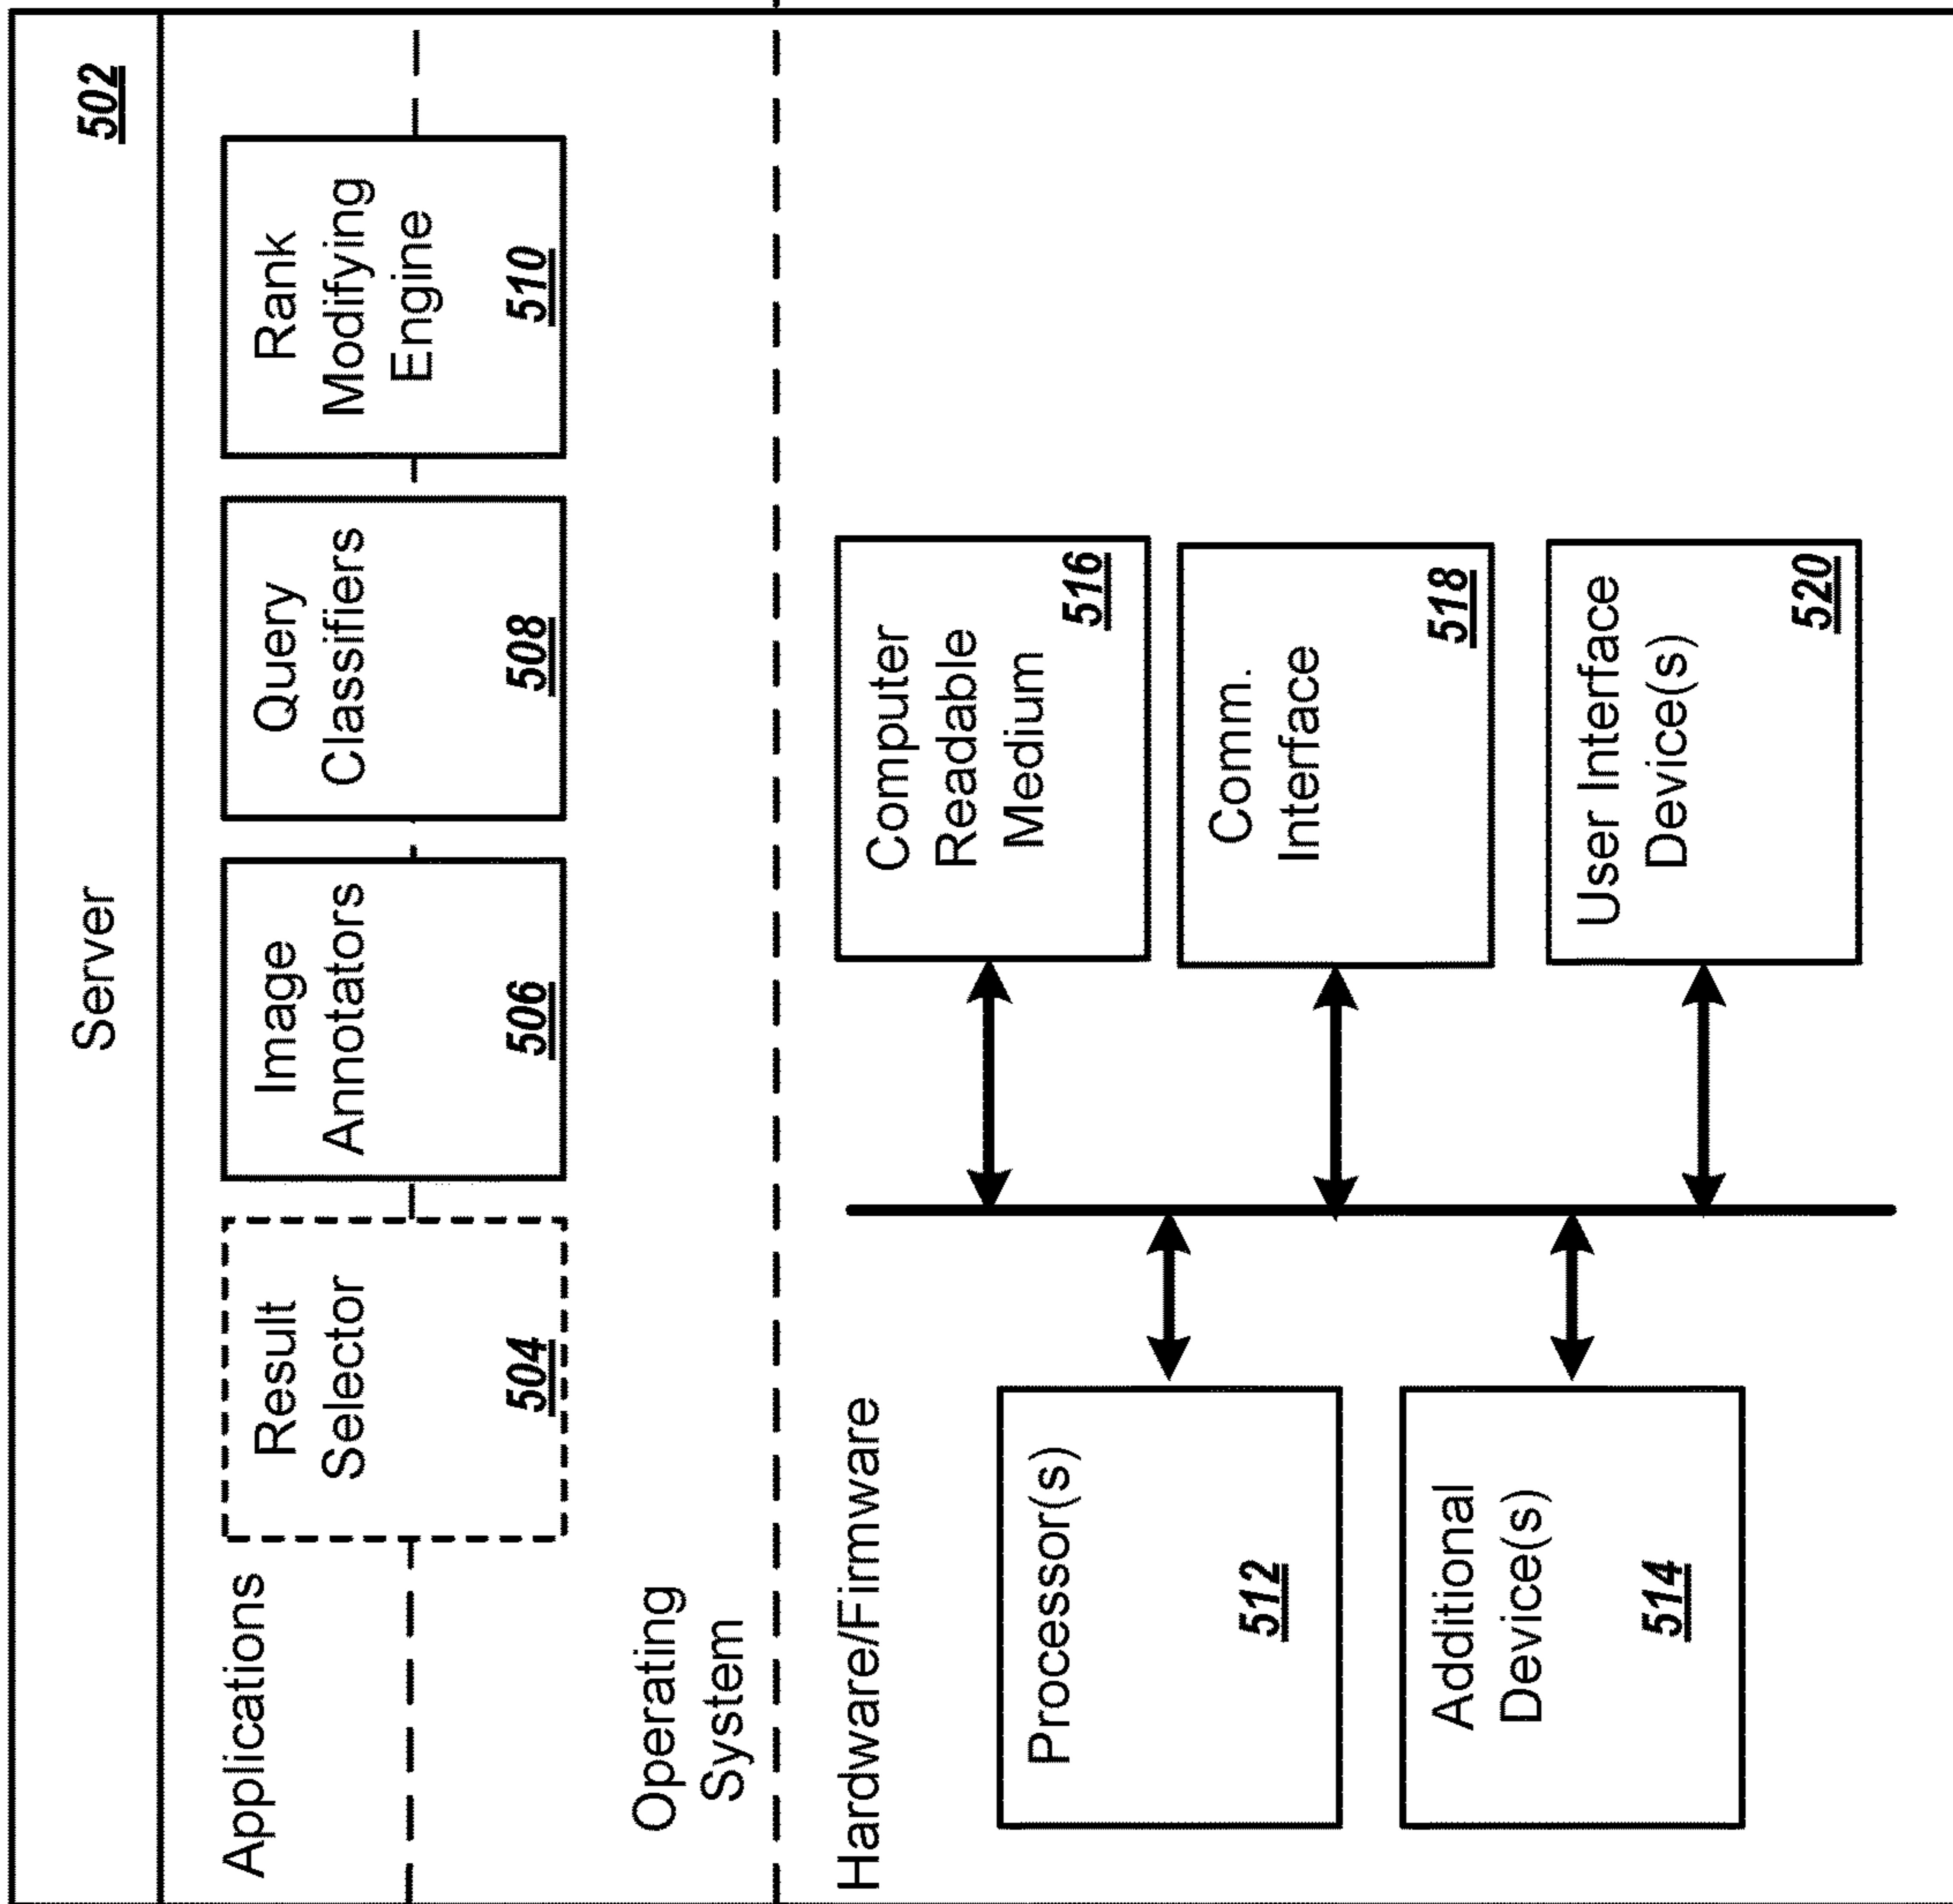 Server
502
Applications
Result
Selector
504
Image
Annotators
506
Query
Classifiers
508
Rank
Modifying
Engine
510
Operating
System
Hardware/Firmware
Processor(s)
512
Additional
Device(s)
514
Computer
Readable
Medium
516
Comm.
Interface
518
User Interface
Device(s)
520